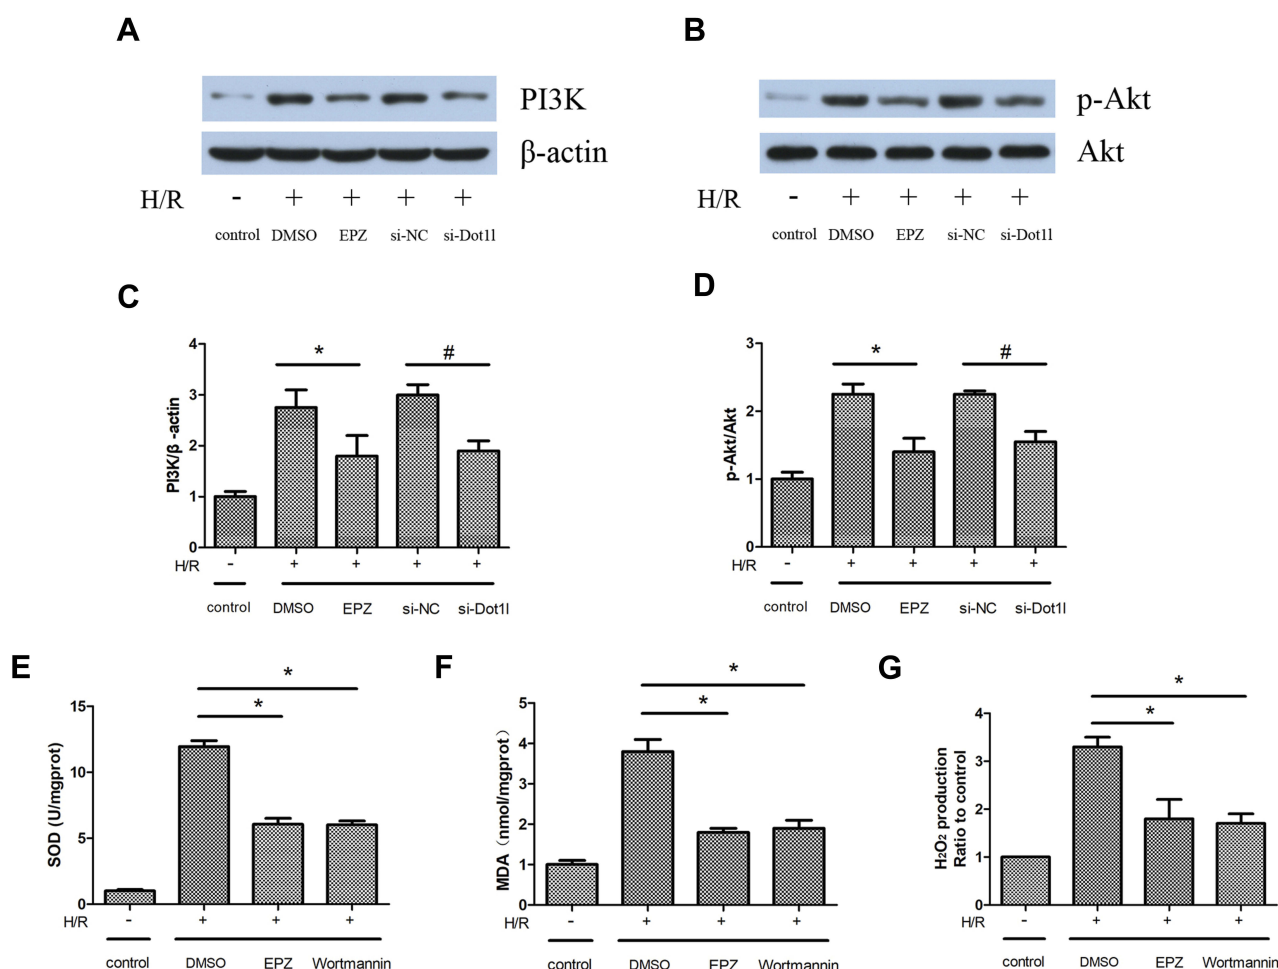 A
B
PI3K
β-actin
H/R - + + + +
control DMSO EPZ si-NC si-Dot1l
p-Akt
Akt
H/R - + + + +
control DMSO EPZ si-NC si-Dot1l
C
D
PI3K/β -actin
4
3
2
1
0
* #
H/R - + + + +
control DMSO EPZ si-NC si-Dot1l
p-Akt/Akt
3
2
1
0
* #
H/R - + + + +
control DMSO EPZ si-NC si-Dot1l
E
F
G
SOD (U/mgprot)
15
10
5
0
*
*
H/R - + + +
control DMSO EPZ Wortmannin
MDA（nmol/mgprot）
5
4
3
2
1
0
*
*
H/R - + + +
control DMSO EPZ Wortmannin
H₂O₂ production
Ratio to control
4
3
2
1
0
*
*
H/R - + + +
control DMSO EPZ Wortmannin